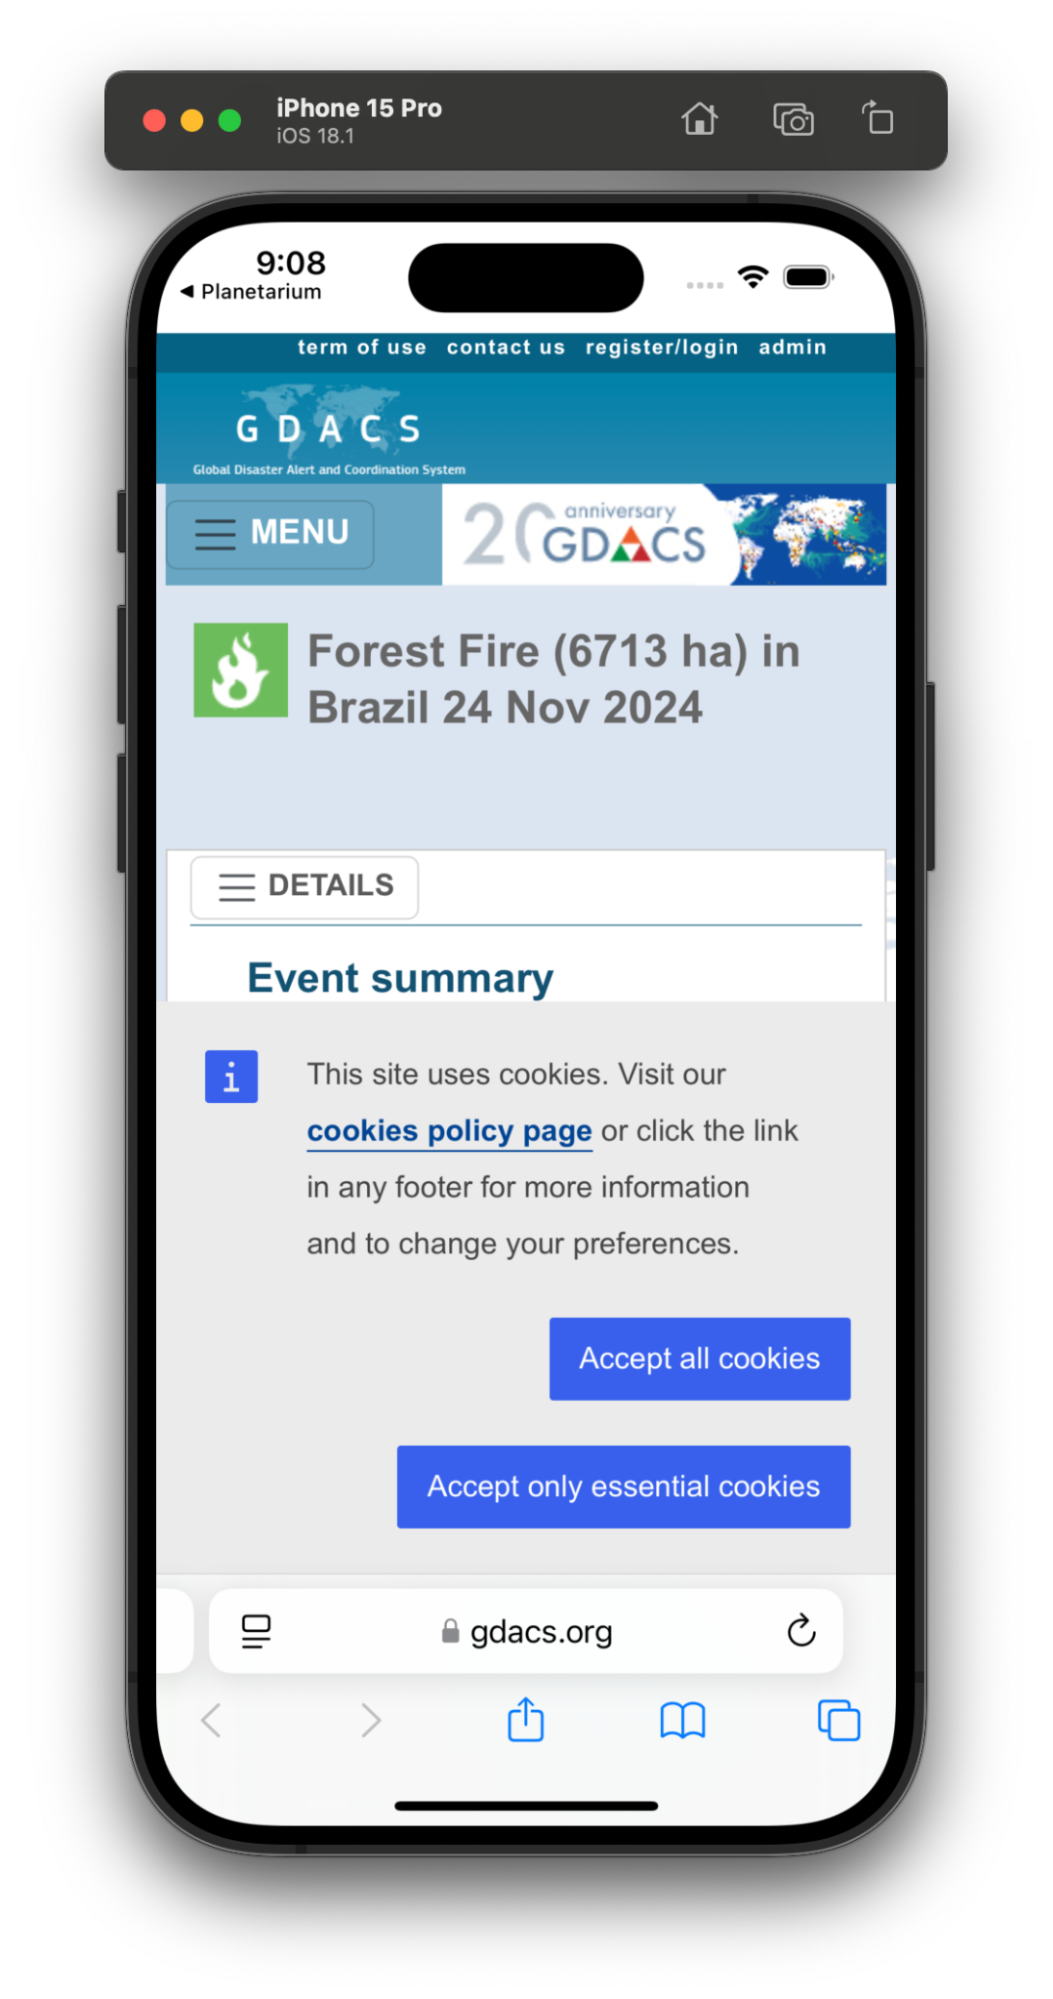 iPhone 15 Pro
iOS 18.1
9:08
◀ Planetarium
term of use contact us register/login admin
GDACS
Global Disaster Alert and Coordination System
MENU
20 anniversary
GDACS
Forest Fire (6713 ha) in
Brazil 24 Nov 2024
DETAILS
Event summary
i
This site uses cookies. Visit our
cookies policy page or click the link
in any footer for more information
and to change your preferences.
Accept all cookies
Accept only essential cookies
gdacs.org